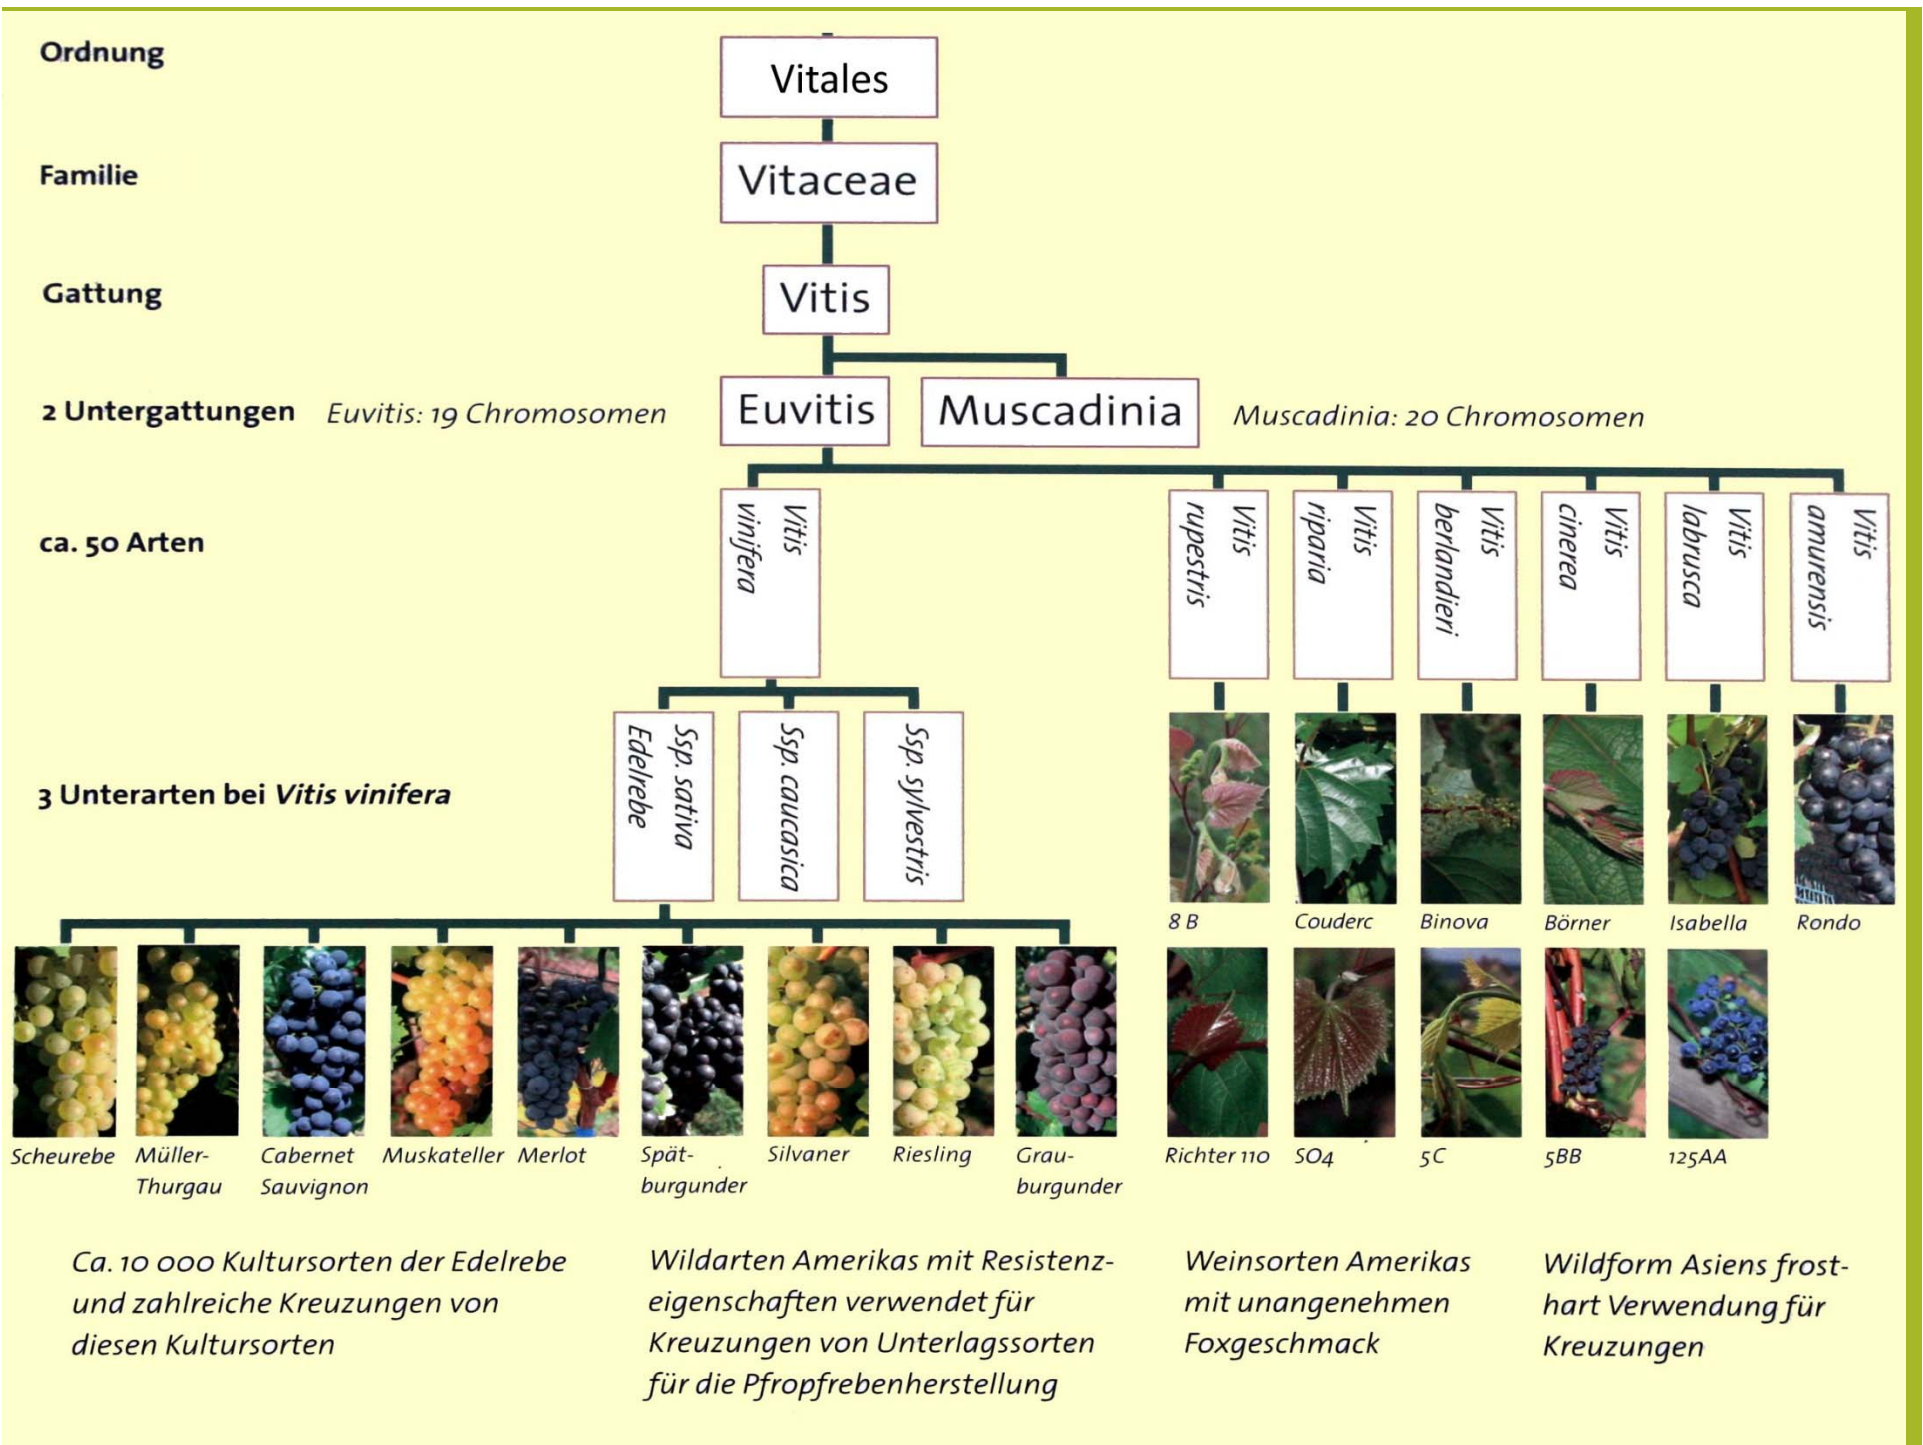 Ordnung
Vitales
Familie
Vitaceae
Gattung
Vitis
2 Untergattungen
Euvitis: 19 Chromosomen
Euvitis
Muscadinia
Muscadinia: 20 Chromosomen
ca. 50 Arten
Vitis
vinifera
Vitis
rupestris
Vitis
riparia
Vitis
berlandieri
Vitis
cinerea
Vitis
labrusca
Vitis
amurensis
3 Unterarten bei Vitis vinifera
Ssp. sativa
Edelrebe
Ssp. caucasica
Ssp. sylvestris
8 B
Couderc
Binova
Börner
Isabella
Rondo
Scheurebe
Müller-
Thurgau
Cabernet
Sauvignon
Muskateller
Merlot
Spät-
burgunder
Silvaner
Riesling
Grau-
burgunder
Richter 110
SO4
5C
5BB
125AA
Ca. 10 000 Kultursorten der Edelrebe
und zahlreiche Kreuzungen von
diesen Kultursorten
Wildarten Amerikas mit Resistenz-
eigenschaften verwendet für
Kreuzungen von Unterlagssorten
für die Pfropfrebenherstellung
Weinsorten Amerikas
mit unangenehmen
Foxgeschmack
Wildform Asiens frost-
hart Verwendung für
Kreuzungen